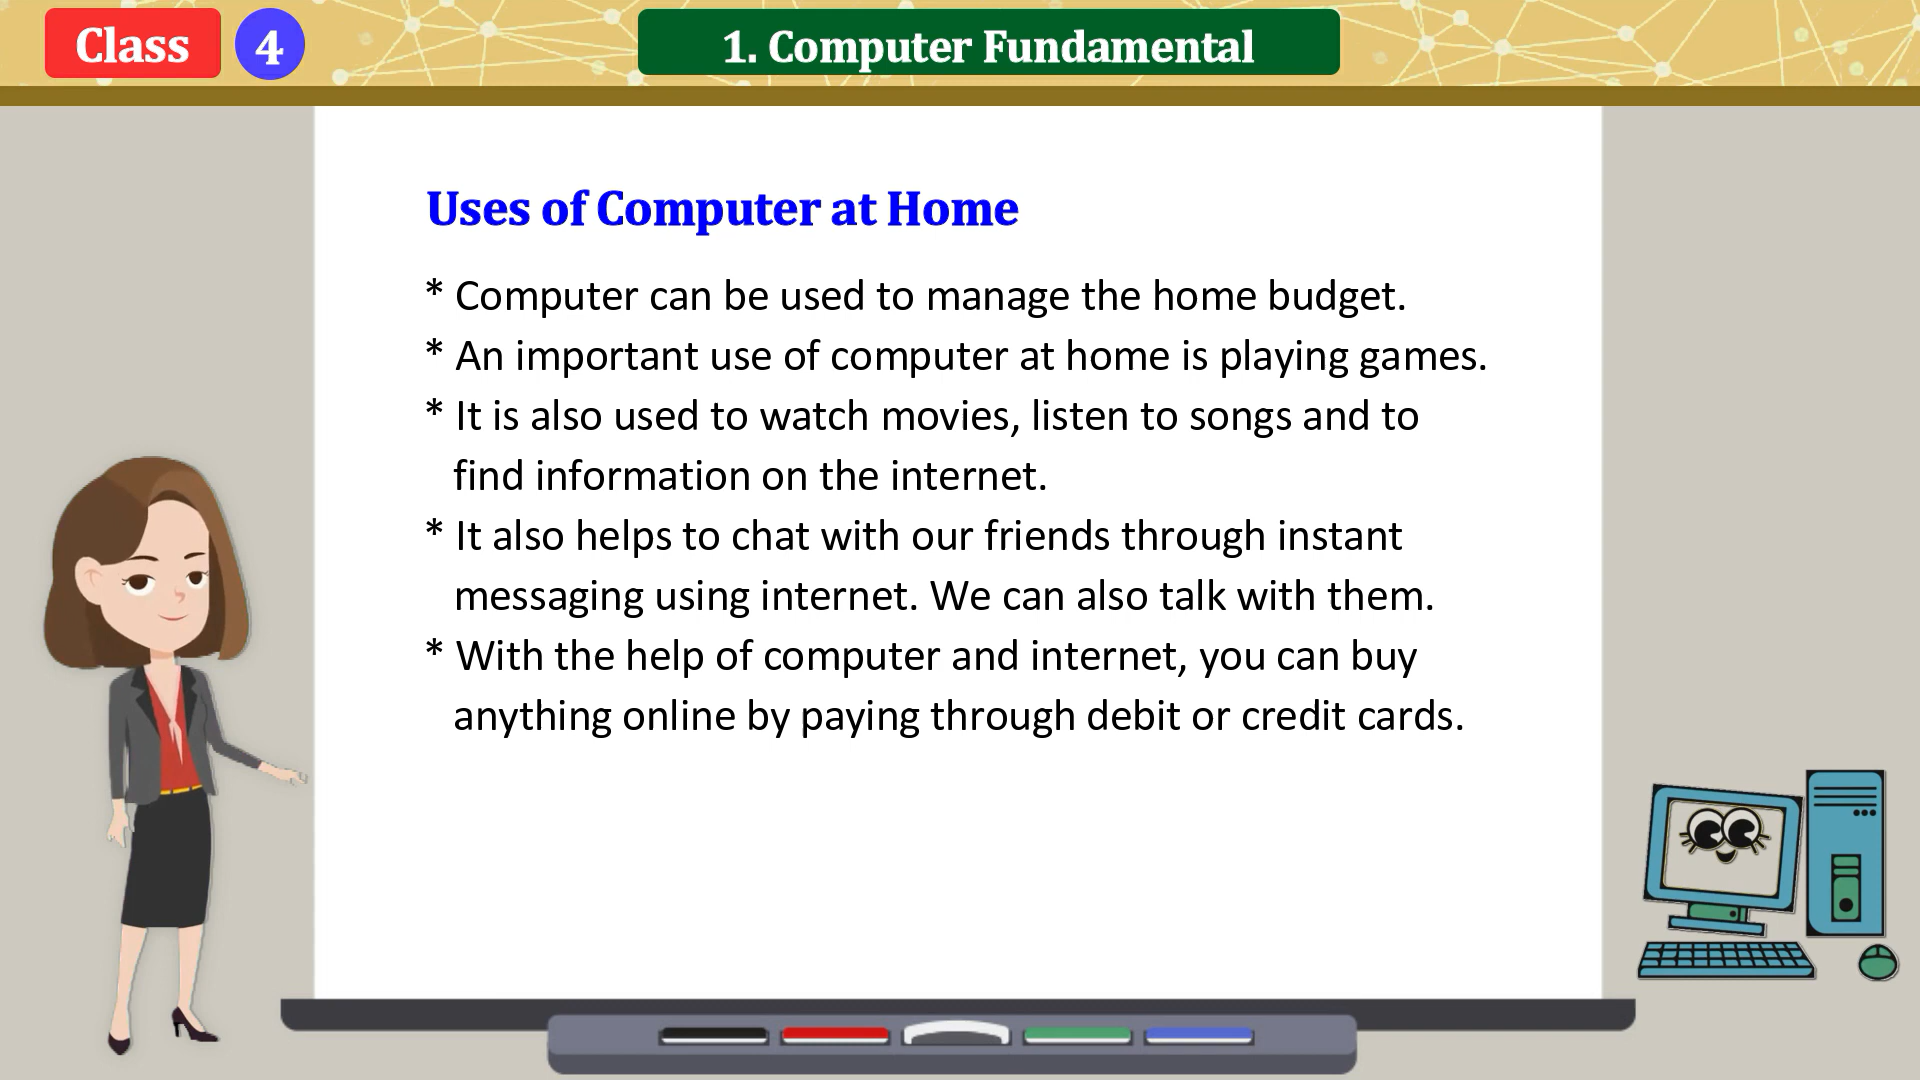 Class 4
1. Computer Fundamental
Uses of Computer at Home
* Computer can be used to manage the home budget.
* An important use of computer at home is playing games.
* It is also used to watch movies, listen to songs and to
find information on the internet.
* It also helps to chat with our friends through instant
messaging using internet. We can also talk with them.
* With the help of computer and internet, you can buy
anything online by paying through debit or credit cards.